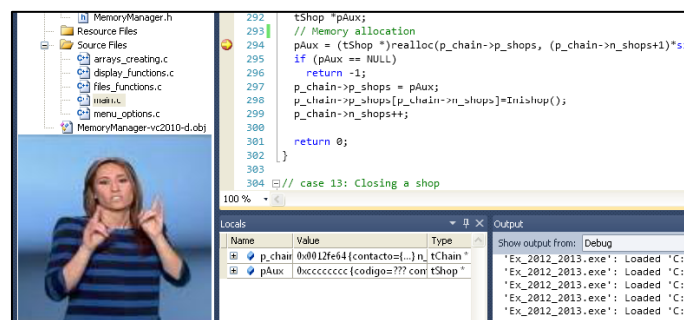 MemoryManager.h
Resource Files
Source Files
arrays_creating.c
display_functions.c
files_functions.c
main.c
menu_options.c
MemoryManager-vc2010-d.obj
292 tShop *pAux;
293 // Memory allocation
294 pAux = (tShop *)realloc(p_chain->p_shops, (p_chain->n_shops+1)*s
295 if (pAux == NULL)
296 return -1;
297 p_chain->p_shops = pAux;
298 p_chain->p_shops[p_chain->n_shops]=Inishop();
299 p_chain->n_shops++;
300
301 return 0;
302 }
303
304 // case 13: Closing a shop
100 %
Locals
Name Value Type
p_chair 0x0012fe64 {contacto={...} n_ tChain *
pAux 0xcccccccc {codigo=??? con tShop *
Output
Show output from: Debug
'Ex_2012_2013.exe': Loaded 'C:
'Ex_2012_2013.exe': Loaded 'C:
'Ex_2012_2013.exe': Loaded 'C:
'Ex_2012_2013.exe': Loaded 'C:
'Ex_2012_2013.exe': Loaded 'C: